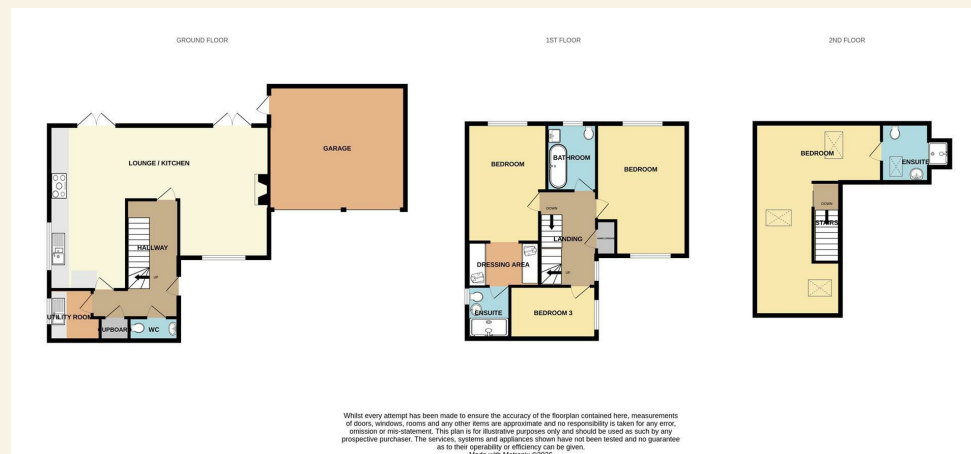 GROUND FLOOR
1ST FLOOR
2ND FLOOR
LOUNGE / KITCHEN
GARAGE
HALLWAY
UP
UTILITY ROOM
CUPBOARD
WC
BEDROOM
BATHROOM
BEDROOM
DOWN
LANDING
DRESSING AREA
UP
ENSUITE
BEDROOM 3
BEDROOM
ENSUITE
DOWN
STAIRS
Whilst every attempt has been made to ensure the accuracy of the floorplan contained here, measurements
of doors, windows, rooms and any other items are approximate and no responsibility is taken for any error,
omission or mis-statement. This plan is for illustrative purposes only and should be used as such by any
prospective purchaser. The services, systems and appliances shown have not been tested and no guarantee
as to their operability or efficiency can be given.
Made with Metropix ©2026